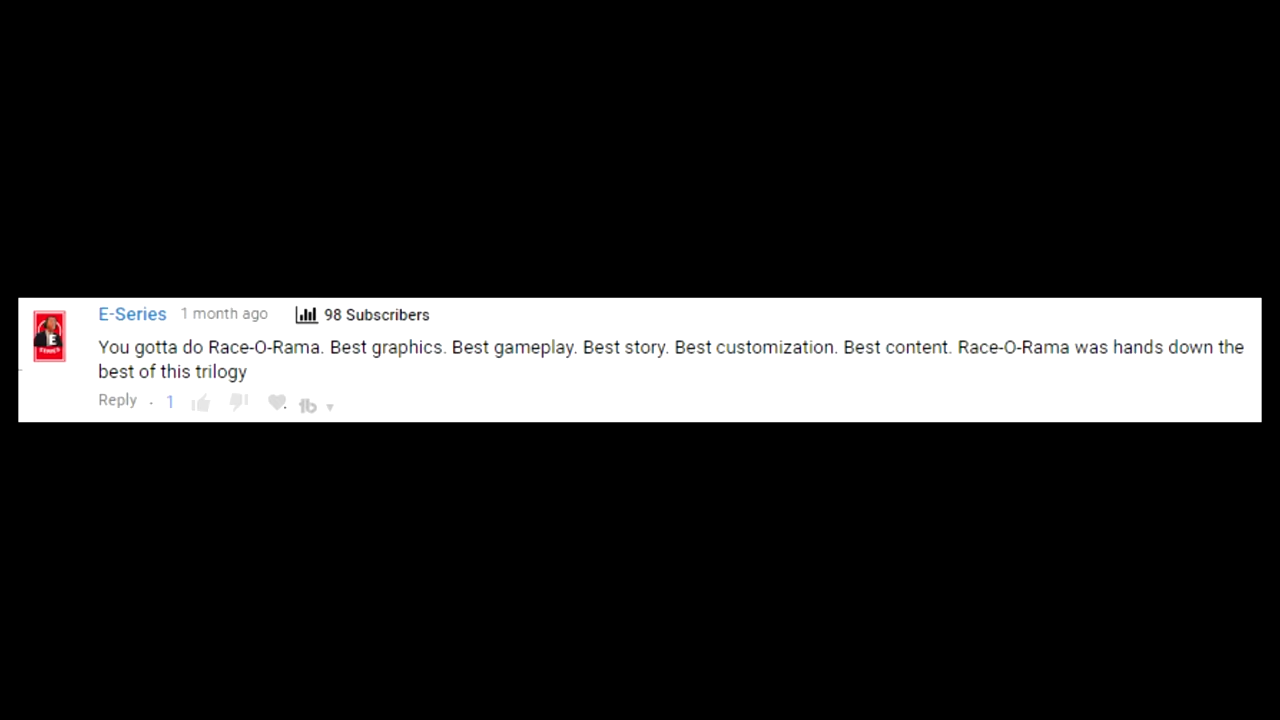 E-Series 1 month ago 98 Subscribers
You gotta do Race-O-Rama. Best graphics. Best gameplay. Best story. Best customization. Best content. Race-O-Rama was hands down the
best of this trilogy
Reply . 1